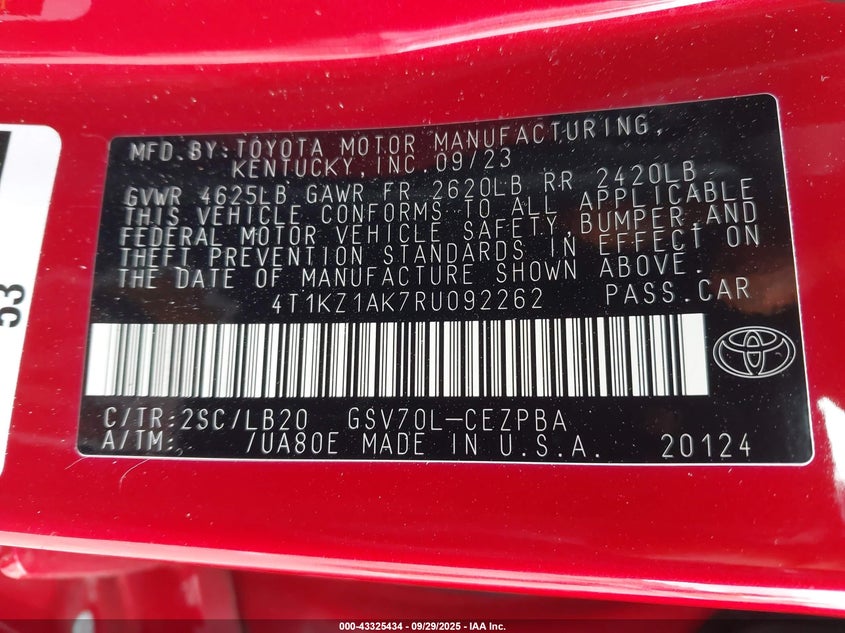 MFD. BY: TOYOTA MOTOR MANUFACTURING,
KENTUCKY, INC. 09/23
GVWR 4625LB GAWR FR 2620LB RR 2420LB
THIS VEHICLE CONFORMS TO ALL APPLICABLE
FEDERAL MOTOR VEHICLE SAFETY, BUMPER, AND
THEFT PREVENTION STANDARDS IN EFFECT ON
THE DATE OF MANUFACTURE SHOWN ABOVE.
4T1KZ1AK7RU092262 PASS. CAR
C/TR: 2SC/LB20 GSV70L-CEZPBA
A/TM: /UA80E MADE IN U.S.A. 20124
53
000-43325434 - 09/29/2025 - IAA Inc.